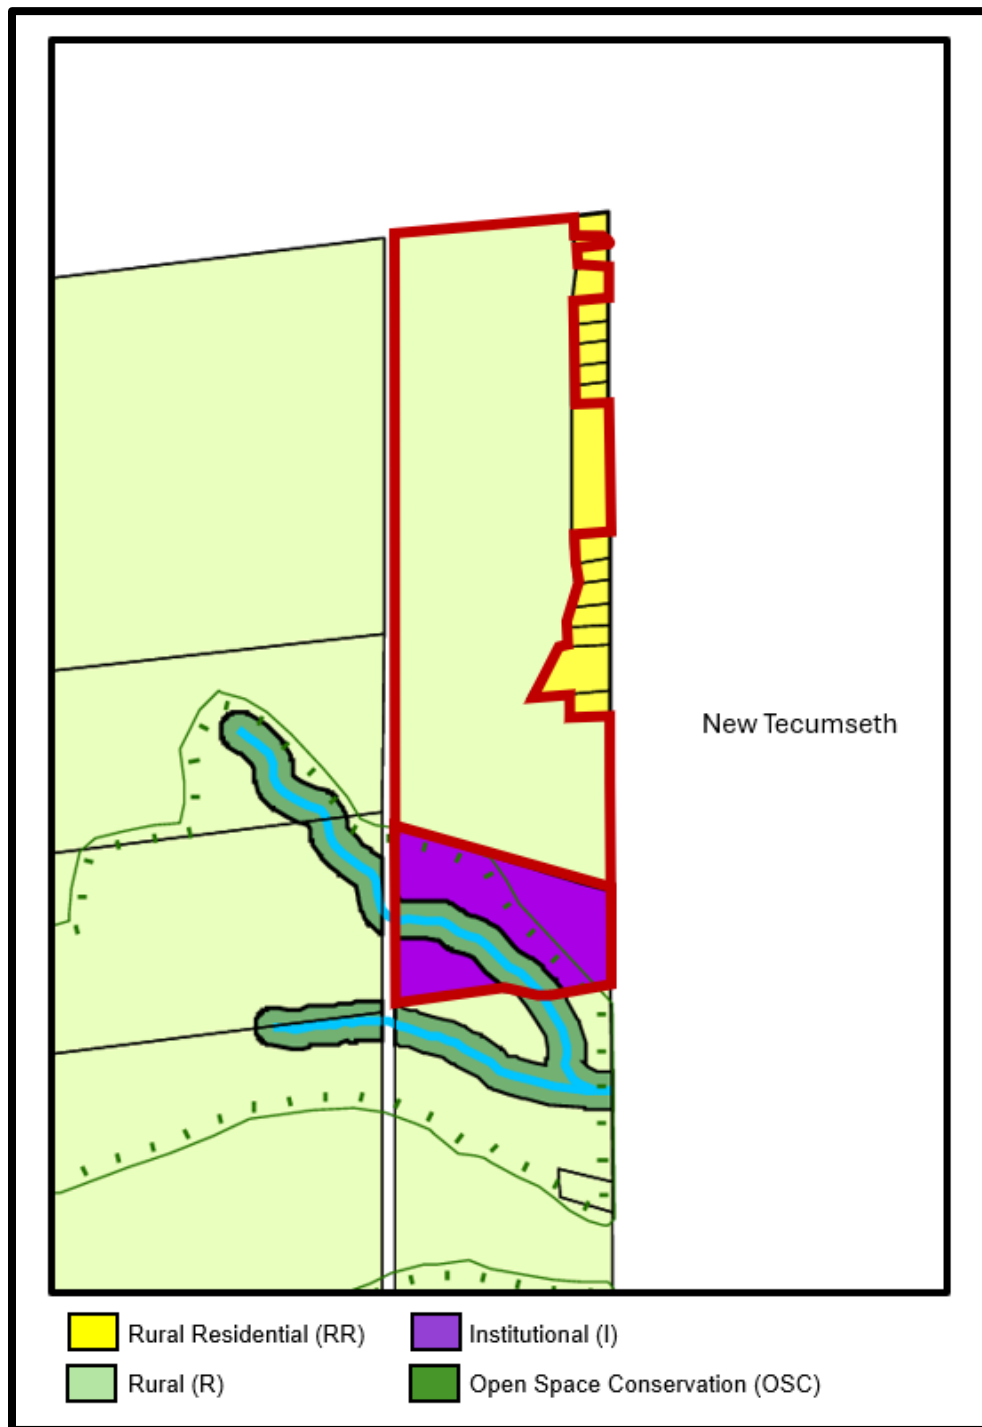 New Tecumseth
Rural Residential (RR)
Institutional (I)
Rural (R)
Open Space Conservation (OSC)